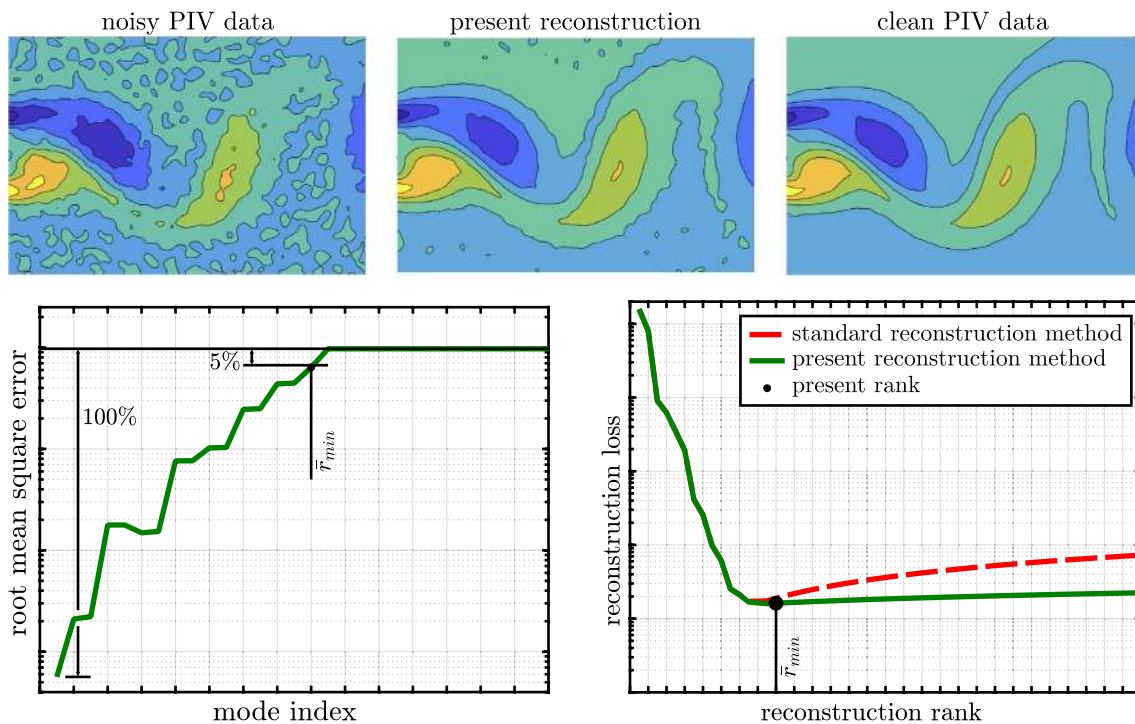 noisy PIV data
present reconstruction
clean PIV data
root mean square error
100%
5%
r̄min
mode index
reconstruction loss
standard reconstruction method
present reconstruction method
present rank
r̄min
reconstruction rank